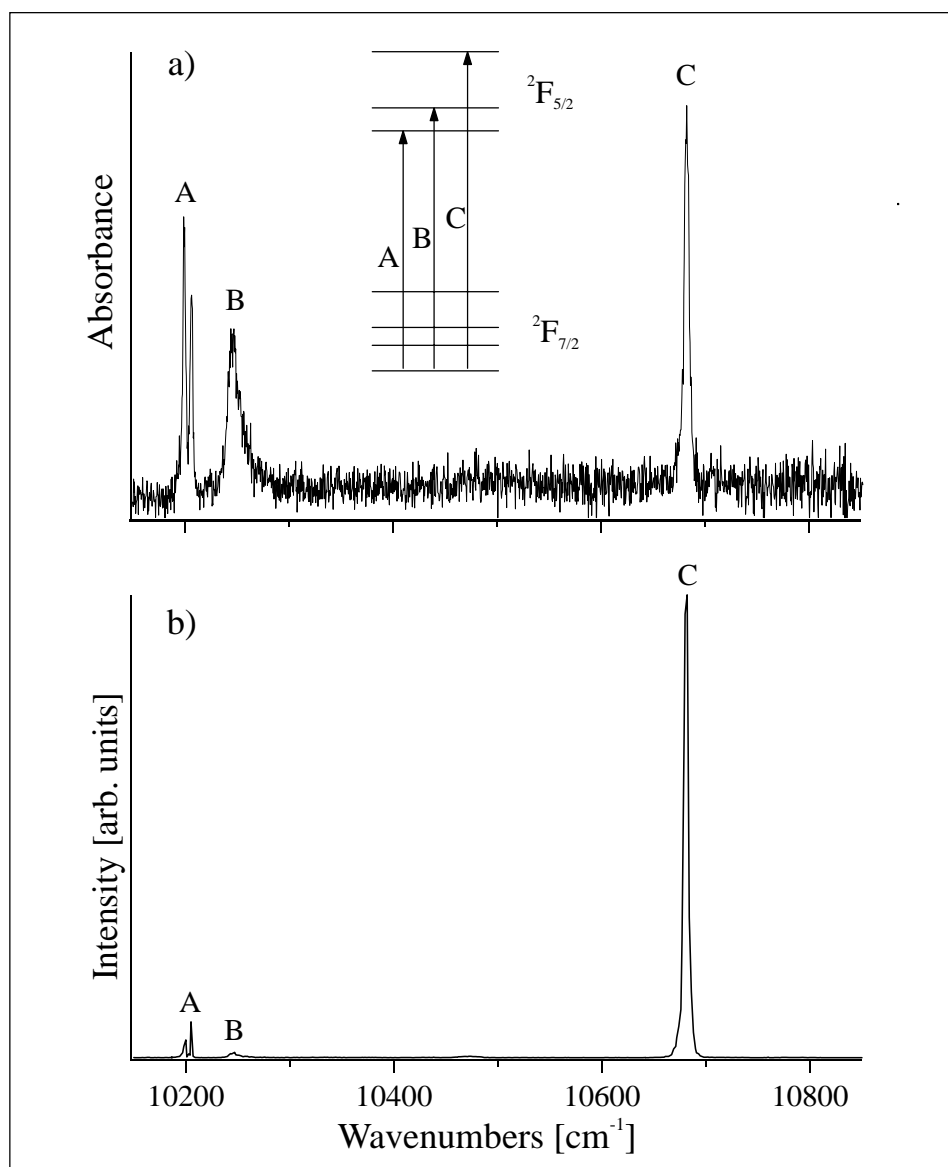 a)
C
²F₅/₂
A
C
B
B
A
²F₇/₂
Absorbance
C
b)
A
B
Intensity [arb. units]
10200 10400 10600 10800
Wavenumbers [cm⁻¹]